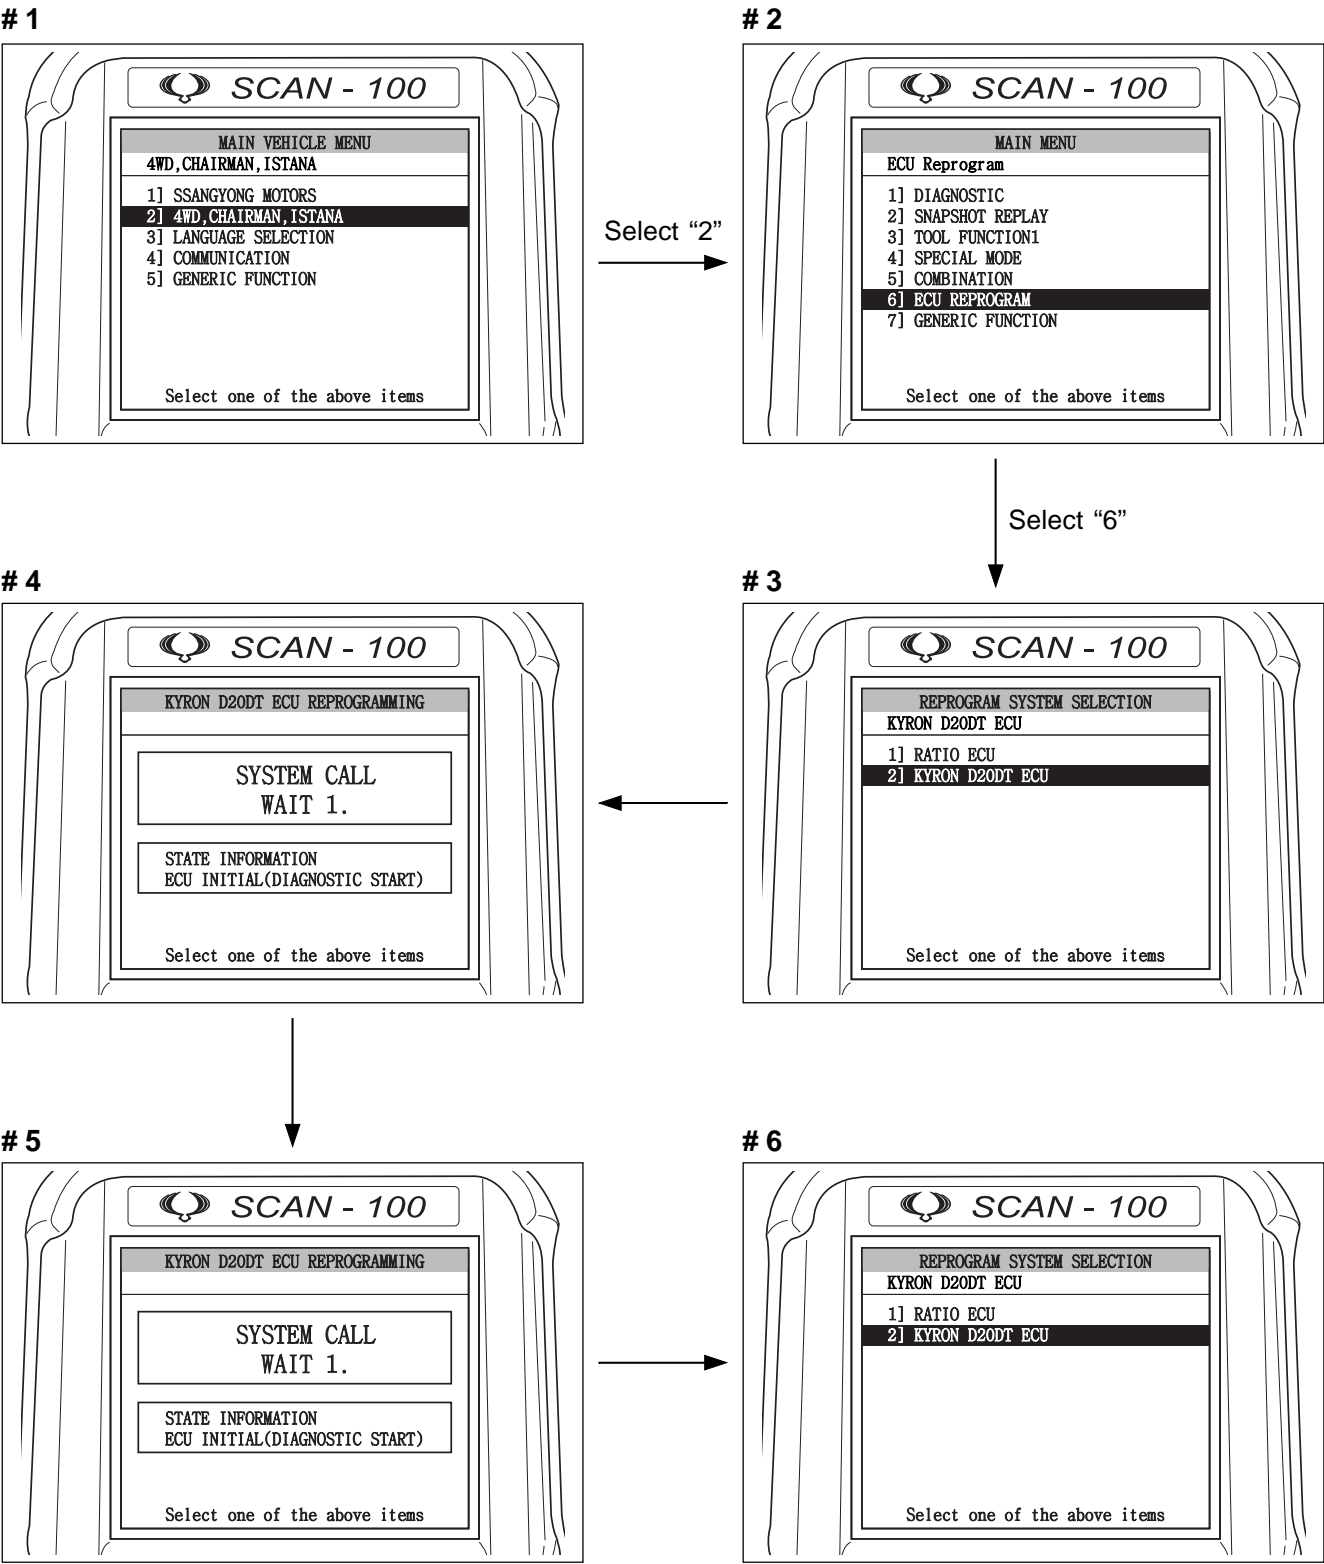 # 1
SCAN - 100
MAIN VEHICLE MENU
4WD,CHAIRMAN,ISTANA
1] SSANGYONG MOTORS
2] 4WD,CHAIRMAN,ISTANA
3] LANGUAGE SELECTION
4] COMMUNICATION
5] GENERIC FUNCTION
Select one of the above items
Select “2”
# 2
SCAN - 100
MAIN MENU
ECU Reprogram
1] DIAGNOSTIC
2] SNAPSHOT REPLAY
3] TOOL FUNCTION1
4] SPECIAL MODE
5] COMBINATION
6] ECU REPROGRAM
7] GENERIC FUNCTION
Select one of the above items
Select “6”
# 3
SCAN - 100
REPROGRAM SYSTEM SELECTION
KYRON D20DT ECU
1] RATIO ECU
2] KYRON D20DT ECU
Select one of the above items
# 4
SCAN - 100
KYRON D20DT ECU REPROGRAMMING
SYSTEM CALL
WAIT 1.
STATE INFORMATION
ECU INITIAL(DIAGNOSTIC START)
Select one of the above items
# 5
SCAN - 100
KYRON D20DT ECU REPROGRAMMING
SYSTEM CALL
WAIT 1.
STATE INFORMATION
ECU INITIAL(DIAGNOSTIC START)
Select one of the above items
# 6
SCAN - 100
REPROGRAM SYSTEM SELECTION
KYRON D20DT ECU
1] RATIO ECU
2] KYRON D20DT ECU
Select one of the above items